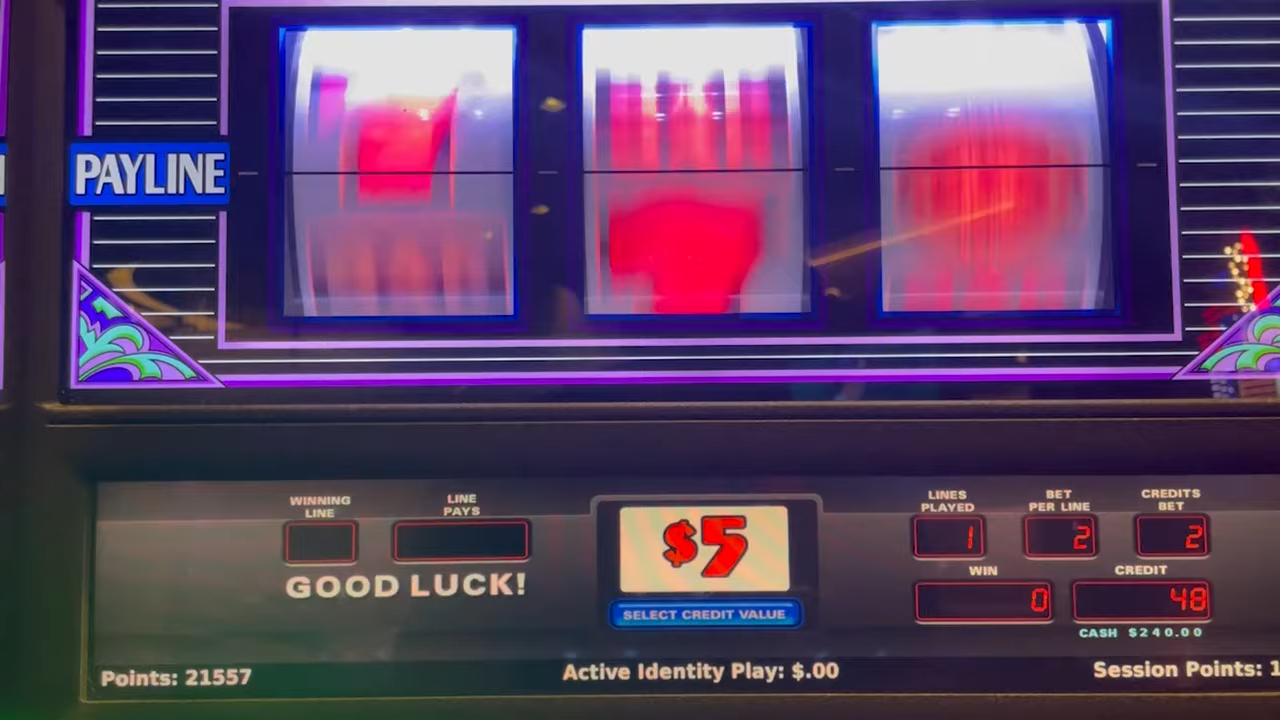 PAYLINE
WINNING LINE
LINE PAYS
$5
LINES PLAYED
BET PER LINE
CREDITS BET
1
2
2
GOOD LUCK!
SELECT CREDIT VALUE
WIN
CREDIT
0
48
CASH $240.00
Points: 21557
Active Identity Play: $.00
Session Points: 1